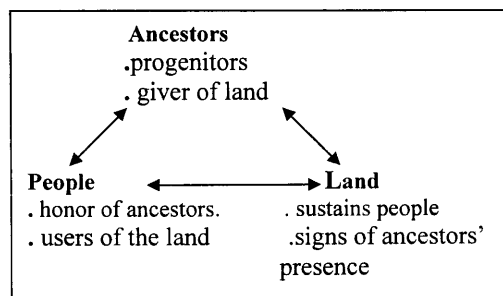 Ancestors
.progenitors
. giver of land
People
. honor of ancestors.
. users of the land
Land
. sustains people
.signs of ancestors'
presence